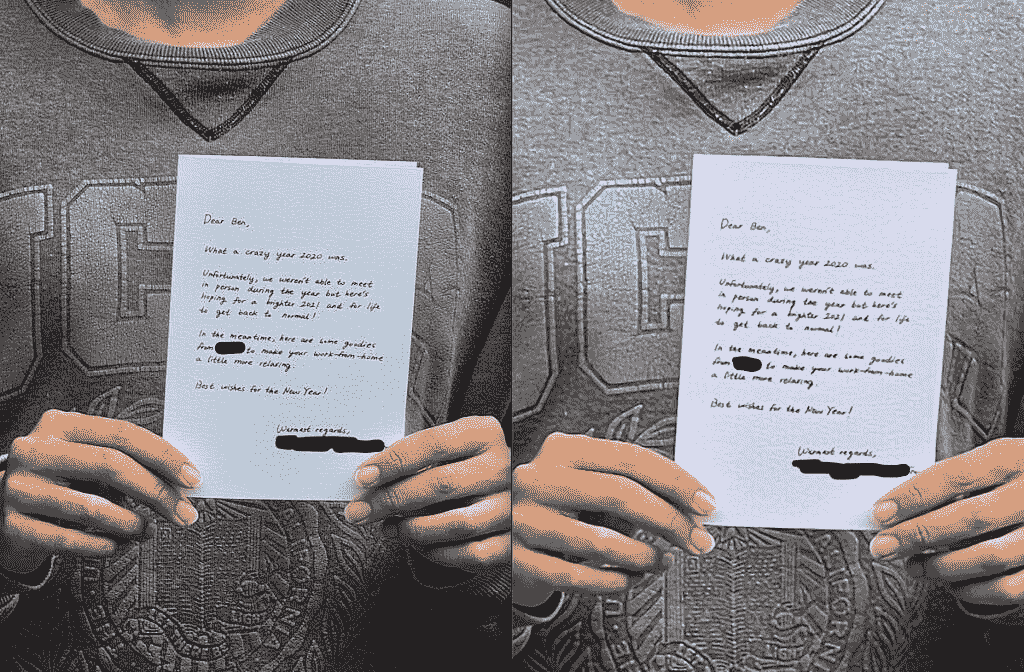 Dear Ben,
What a crazy year 2020 was.
Unfortunately, we weren't able to meet
in person during the year but here's
hoping for a brighter 2021 and for life
to get back to normal!
In the meantime, here are some goodies
from to make your work-from-home
a little more relaxing.
Best wishes for the New Year!
Warmest regards,
Dear Ben,
What a crazy year 2020 was.
Unfortunately, we weren't able to meet
in person during the year but here's
hoping for a brighter 2021 and for life
to get back to normal!
In the meantime, here are some goodies
from to make your work-from-home
a little more relaxing.
Best wishes for the New Year!
Warmest regards,